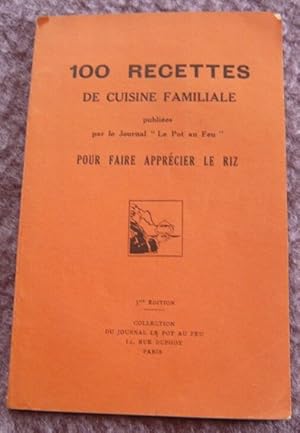 100 RECETTES
DE CUISINE FAMILIALE
publiées
par le Journal "Le Pot au Feu"
POUR FAIRE APPRÉCIER LE RIZ
3me ÉDITION
COLLECTION
DU JOURNAL LE POT AU FEU
14, RUE DUPHOT
PARIS